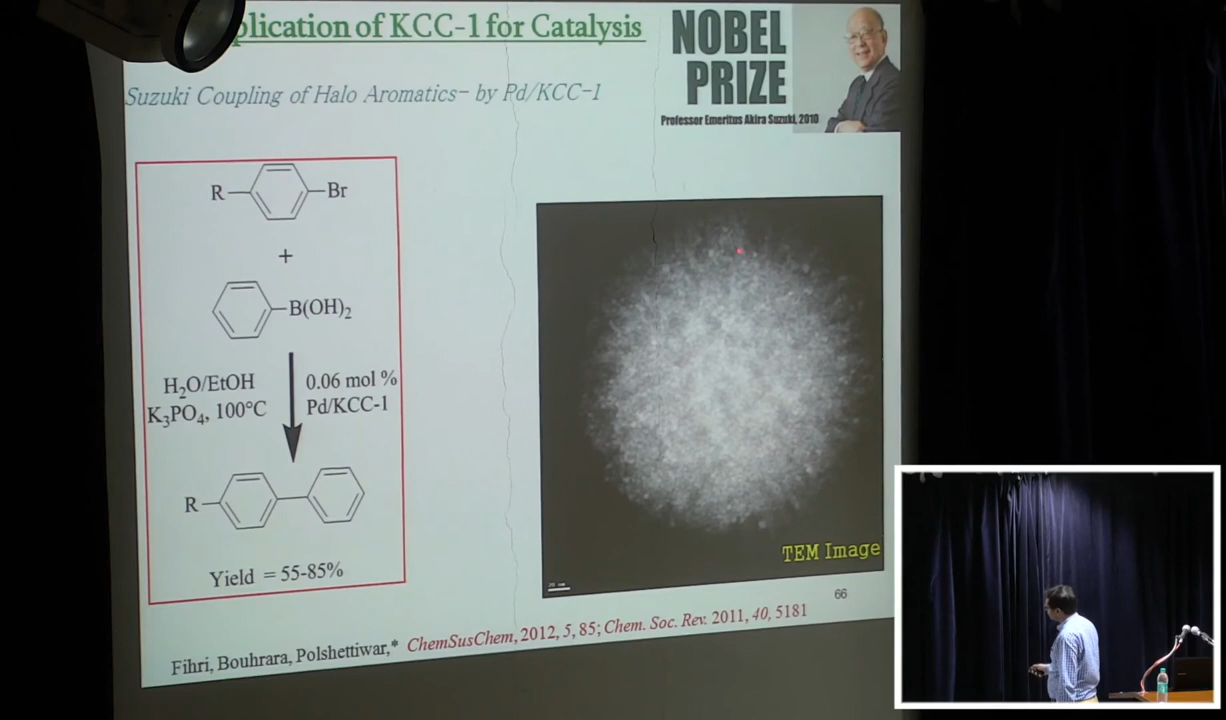 plication of KCC-1 for Catalysis
NOBEL
PRIZE
Professor Emeritus Akira Suzuki, 2010
Suzuki Coupling of Halo Aromatics- by Pd/KCC-1
R
Br
+
B(OH)2
H2O/EtOH
K3PO4, 100°C
0.06 mol %
Pd/KCC-1
R
Yield = 55-85%
TEM Image
66
Fihri, Bouhrara, Polshettiwar,* ChemSusChem, 2012, 5, 85; Chem. Soc. Rev. 2011, 40, 5181